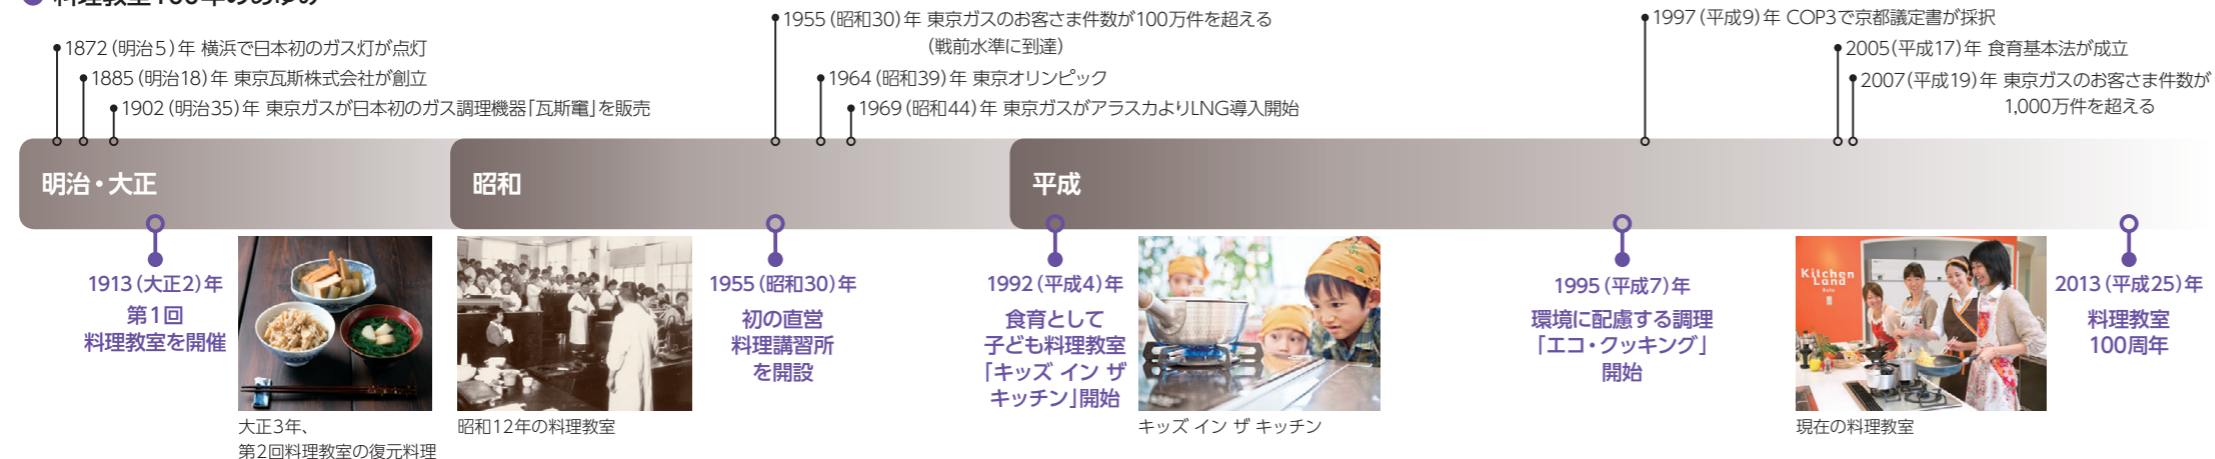 料理教室100年のあゆみ
1872（明治5）年 横浜で日本初のガス灯が点灯
1885（明治18）年 東京瓦斯株式会社が創立
1902（明治35）年 東京ガスが日本初のガス調理機器「瓦斯竈」を販売
1955（昭和30）年 東京ガスのお客さま件数が100万件を超える
（戦前水準に到達）
1964（昭和39）年 東京オリンピック
1969（昭和44）年 東京ガスがアラスカよりLNG導入開始
1997（平成9）年 COP3で京都議定書が採択
2005（平成17）年 食育基本法が成立
2007（平成19）年 東京ガスのお客さま件数が
1,000万件を超える
明治・大正
昭和
平成
1913（大正2）年
第1回
料理教室を開催
大正3年、
第2回料理教室の復元料理
昭和12年の料理教室
1955（昭和30）年
初の直営
料理講習所
を開設
1992（平成4）年
食育として
子ども料理教室
「キッズ イン ザ
キッチン」開始
キッズ イン ザ キッチン
1995（平成7）年
環境に配慮する調理
「エコ・クッキング」
開始
Kitchen
Land
現在の料理教室
2013（平成25）年
料理教室
100周年